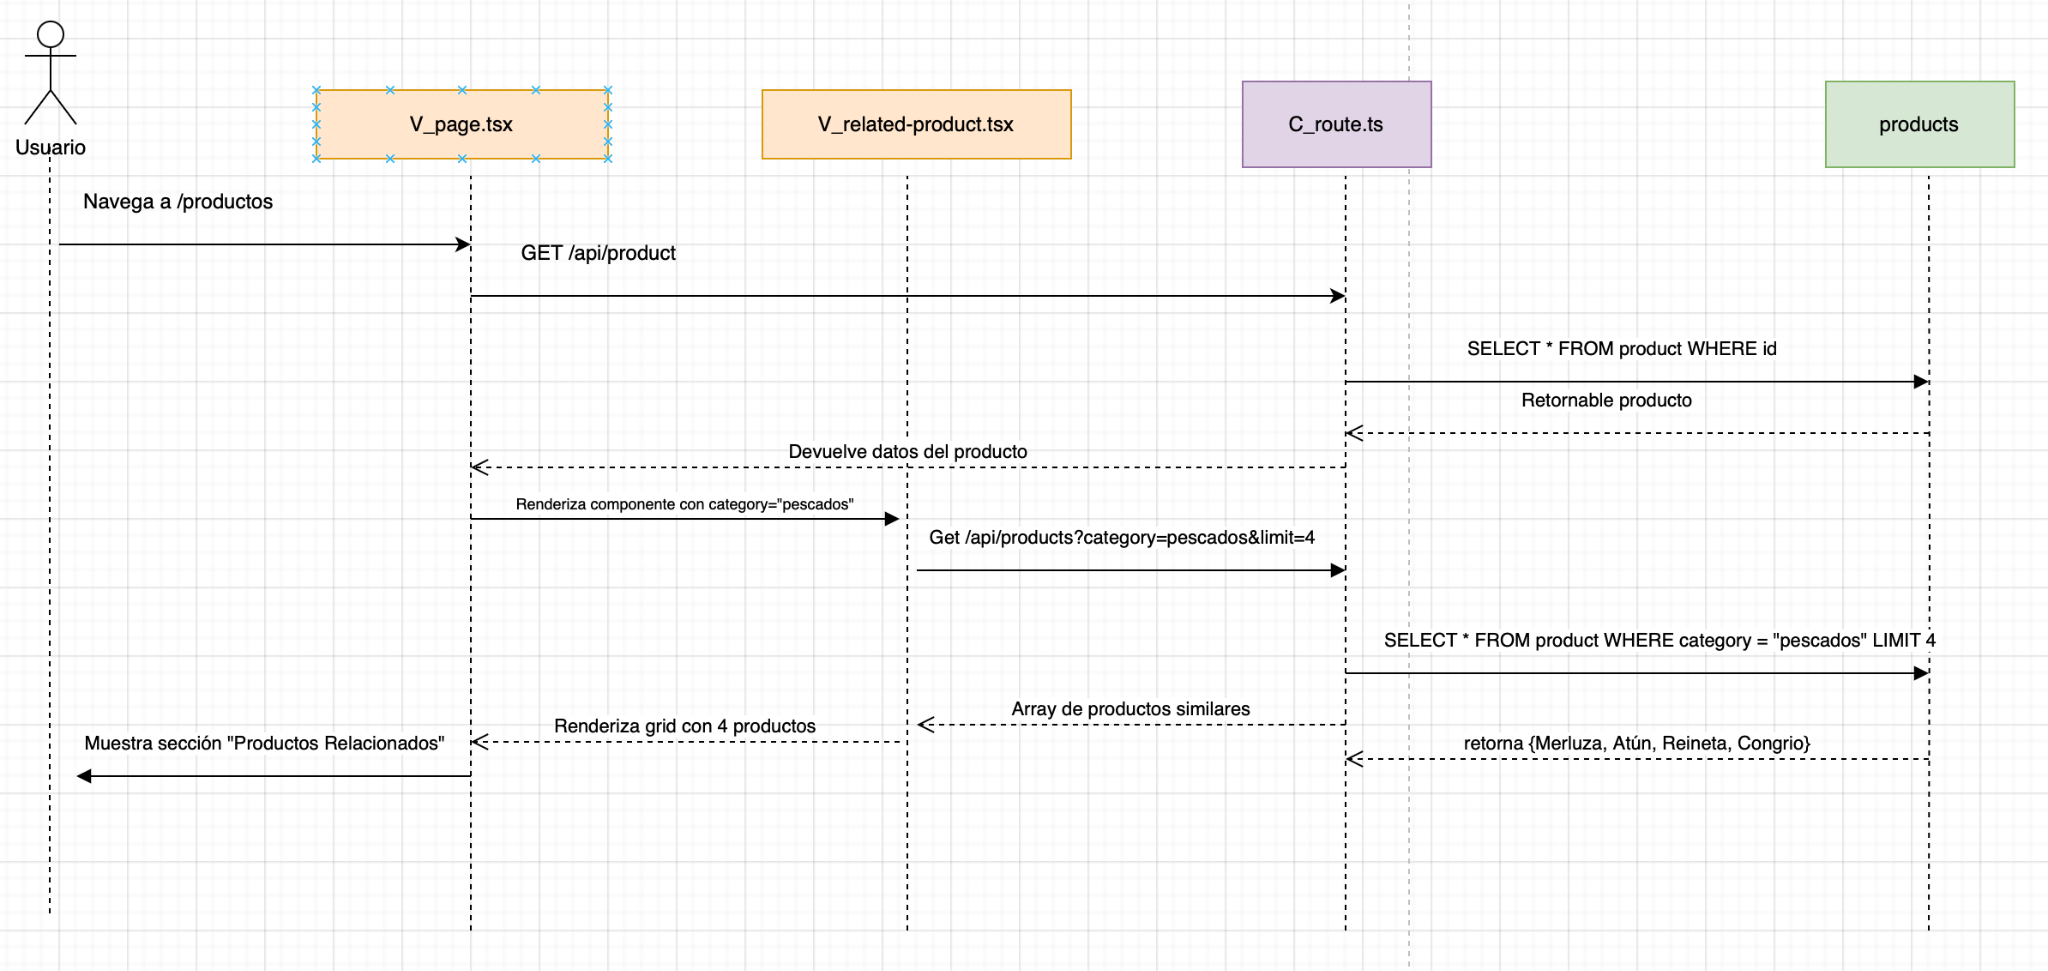 Usuario
V_page.tsx
V_related-product.tsx
C_route.ts
products
Navega a /productos
GET /api/product
SELECT * FROM product WHERE id
Retornable producto
Devuelve datos del producto
Renderiza componente con category="pescados"
Get /api/products?category=pescados&limit=4
SELECT * FROM product WHERE category = "pescados" LIMIT 4
Array de productos similares
Renderiza grid con 4 productos
Muestra sección "Productos Relacionados"
retorna {Merluza, Atún, Reineta, Congrio}